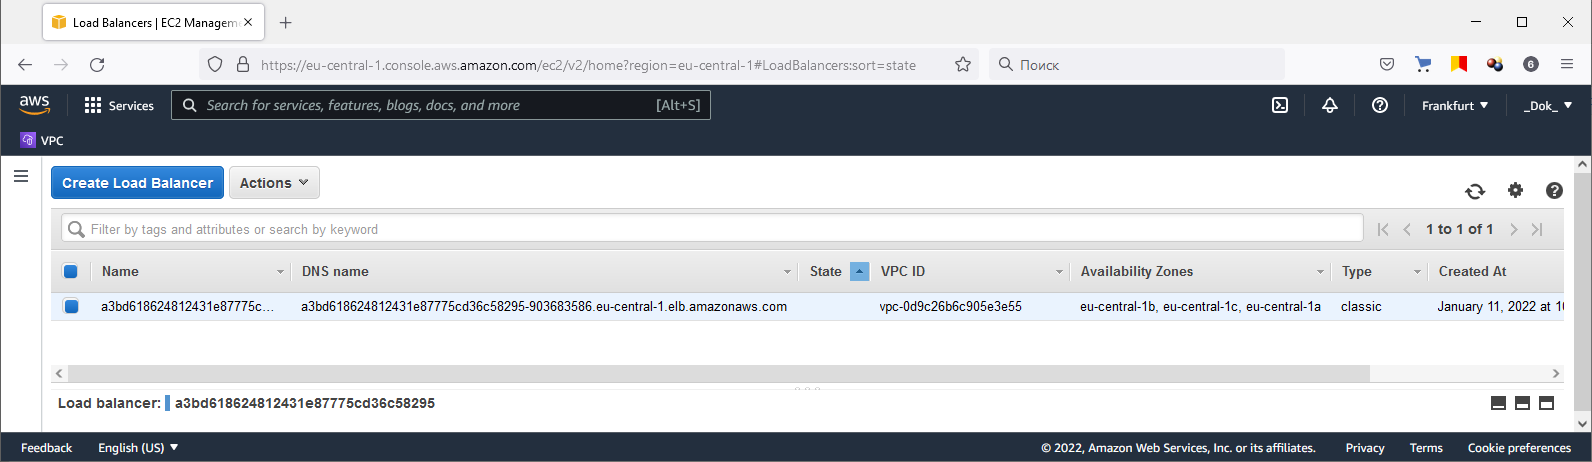 Load Balancers | EC2 Managem
https://eu-central-1.console.aws.amazon.com/ec2/v2/home?region=eu-central-1#LoadBalancers:sort=state
Поиск
6
aws
Services
Search for services, features, blogs, docs, and more
[Alt+S]
Frankfurt
_Dok_
VPC
Create Load Balancer
Actions
Filter by tags and attributes or search by keyword
1 to 1 of 1
Name DNS name State VPC ID Availability Zones Type Created At
a3bd618624812431e87775c... a3bd618624812431e87775cd36c58295-903683586.eu-central-1.elb.amazonaws.com vpc-0d9c26b6c905e3e55 eu-central-1b, eu-central-1c, eu-central-1a classic January 11, 2022 at 10
Load balancer: a3bd618624812431e87775cd36c58295
Feedback English (US) © 2022, Amazon Web Services, Inc. or its affiliates. Privacy Terms Cookie preferences